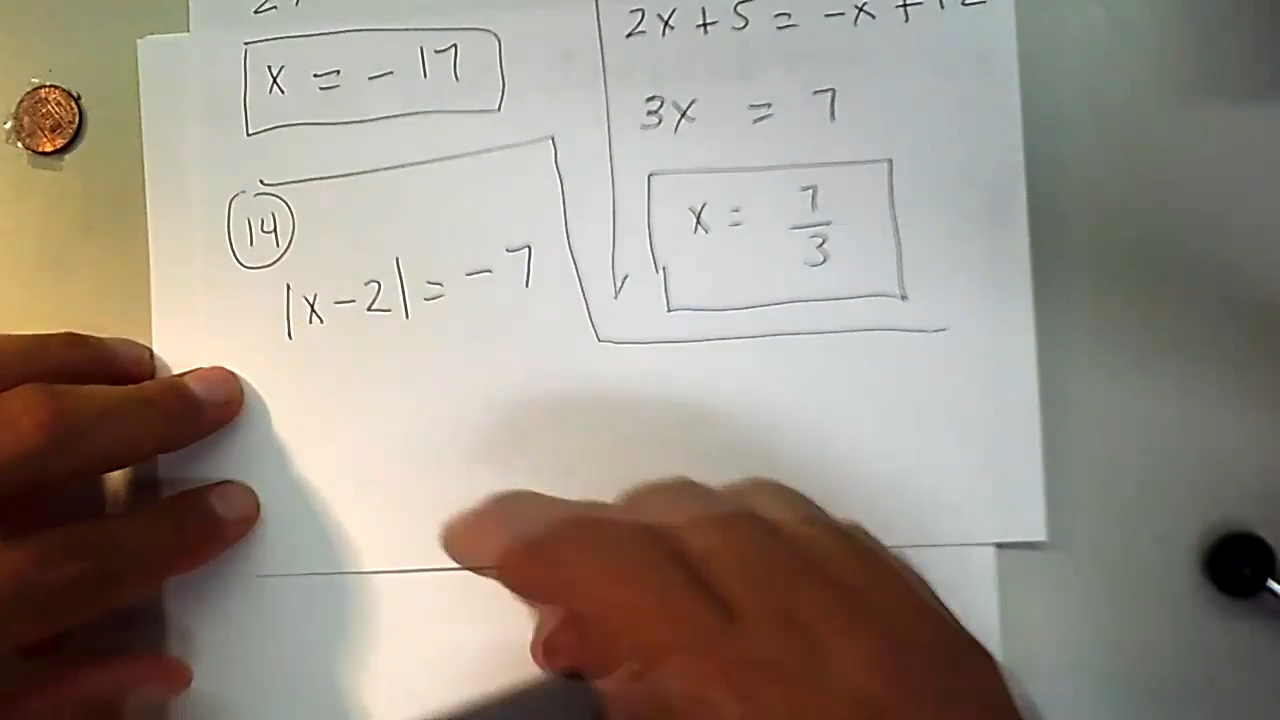 x = - 17
14
|x-2| = -7
2x + 5 = -x + 12
3x = 7
x = 7/3